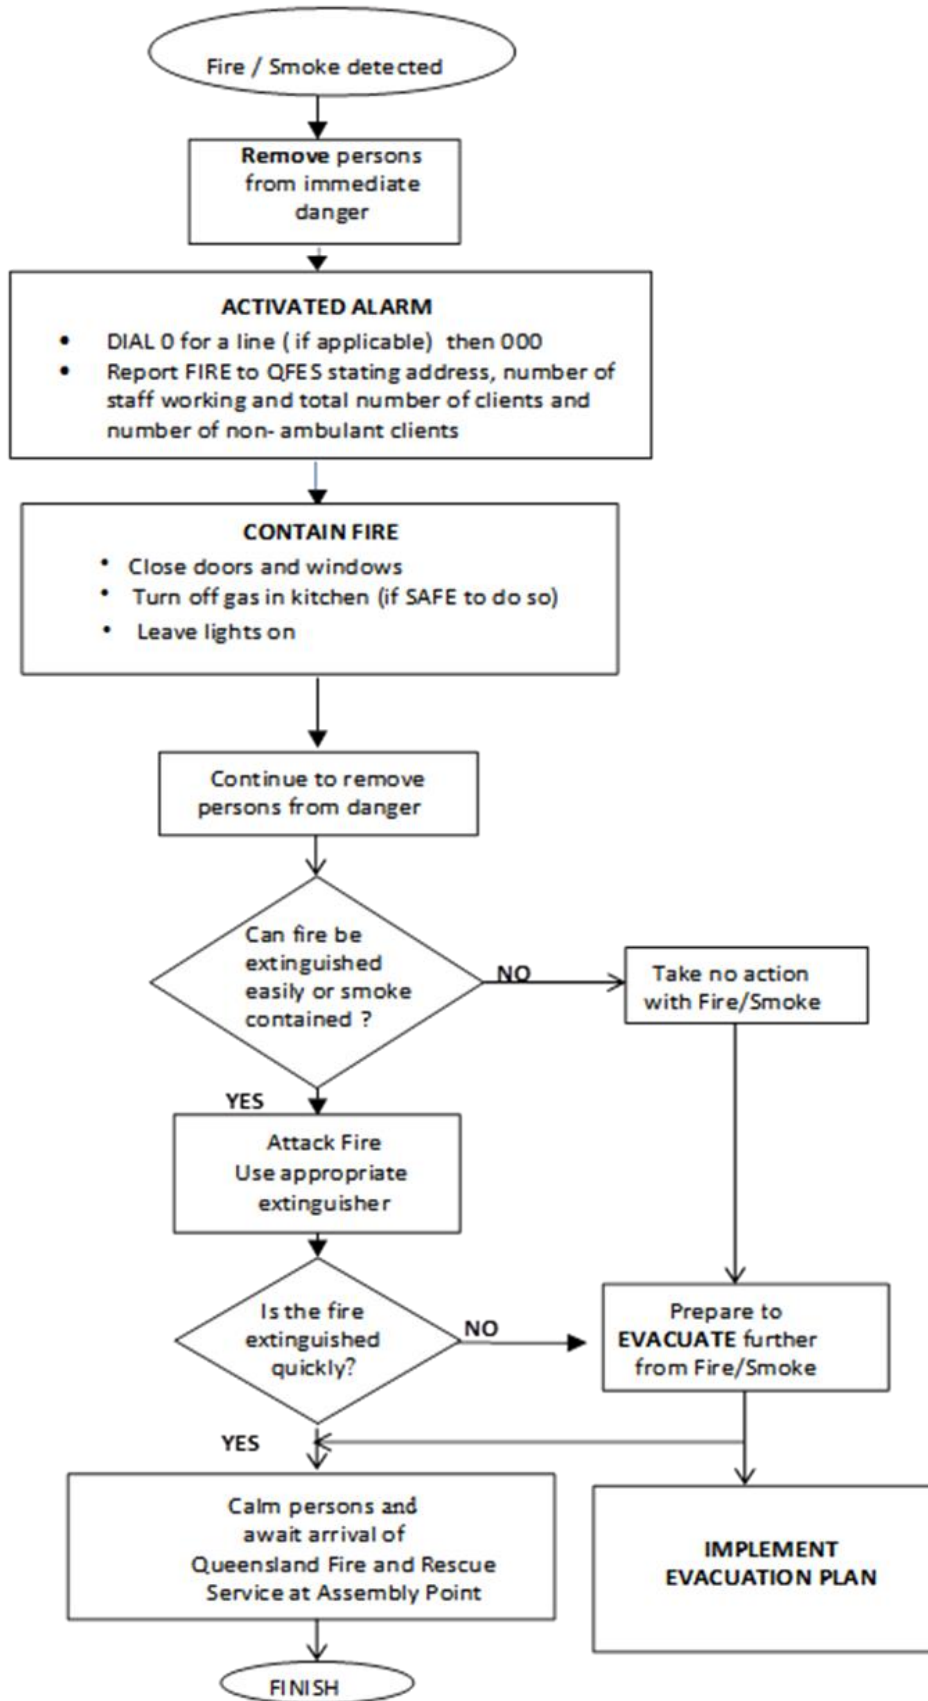 Fire / Smoke detected
Remove persons
from immediate
danger
ACTIVATED ALARM
• DIAL 0 for a line ( if applicable) then 000
• Report FIRE to QFES stating address, number of
staff working and total number of clients and
number of non- ambulant clients
CONTAIN FIRE
• Close doors and windows
• Turn off gas in kitchen (if SAFE to do so)
• Leave lights on
Continue to remove
persons from danger
Can fire be
extinguished
easily or smoke
contained ?
NO
Take no action
with Fire/Smoke
YES
Attack Fire
Use appropriate
extinguisher
Is the fire
extinguished
quickly?
NO
Prepare to
EVACUATE further
from Fire/Smoke
YES
Calm persons and
await arrival of
Queensland Fire and Rescue
Service at Assembly Point
IMPLEMENT
EVACUATION PLAN
FINISH